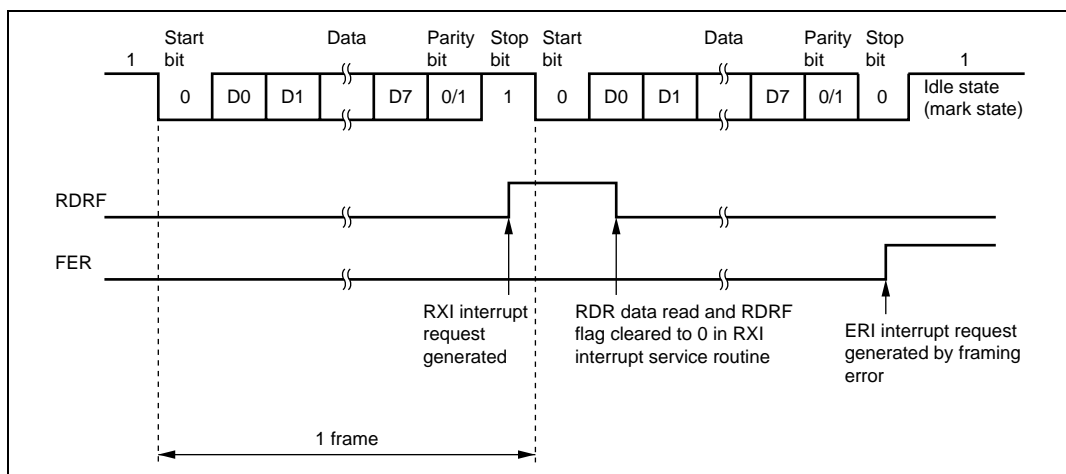 Start bit Data Parity bit Stop bit Start bit Data Parity bit Stop bit
1 0 D0 D1 D7 0/1 1 0 D0 D1 D7 0/1 0 1
Idle state
(mark state)
RDRF
FER
RXI interrupt
request
generated
RDR data read and RDRF
flag cleared to 0 in RXI
interrupt service routine
ERI interrupt request
generated by framing
error
1 frame